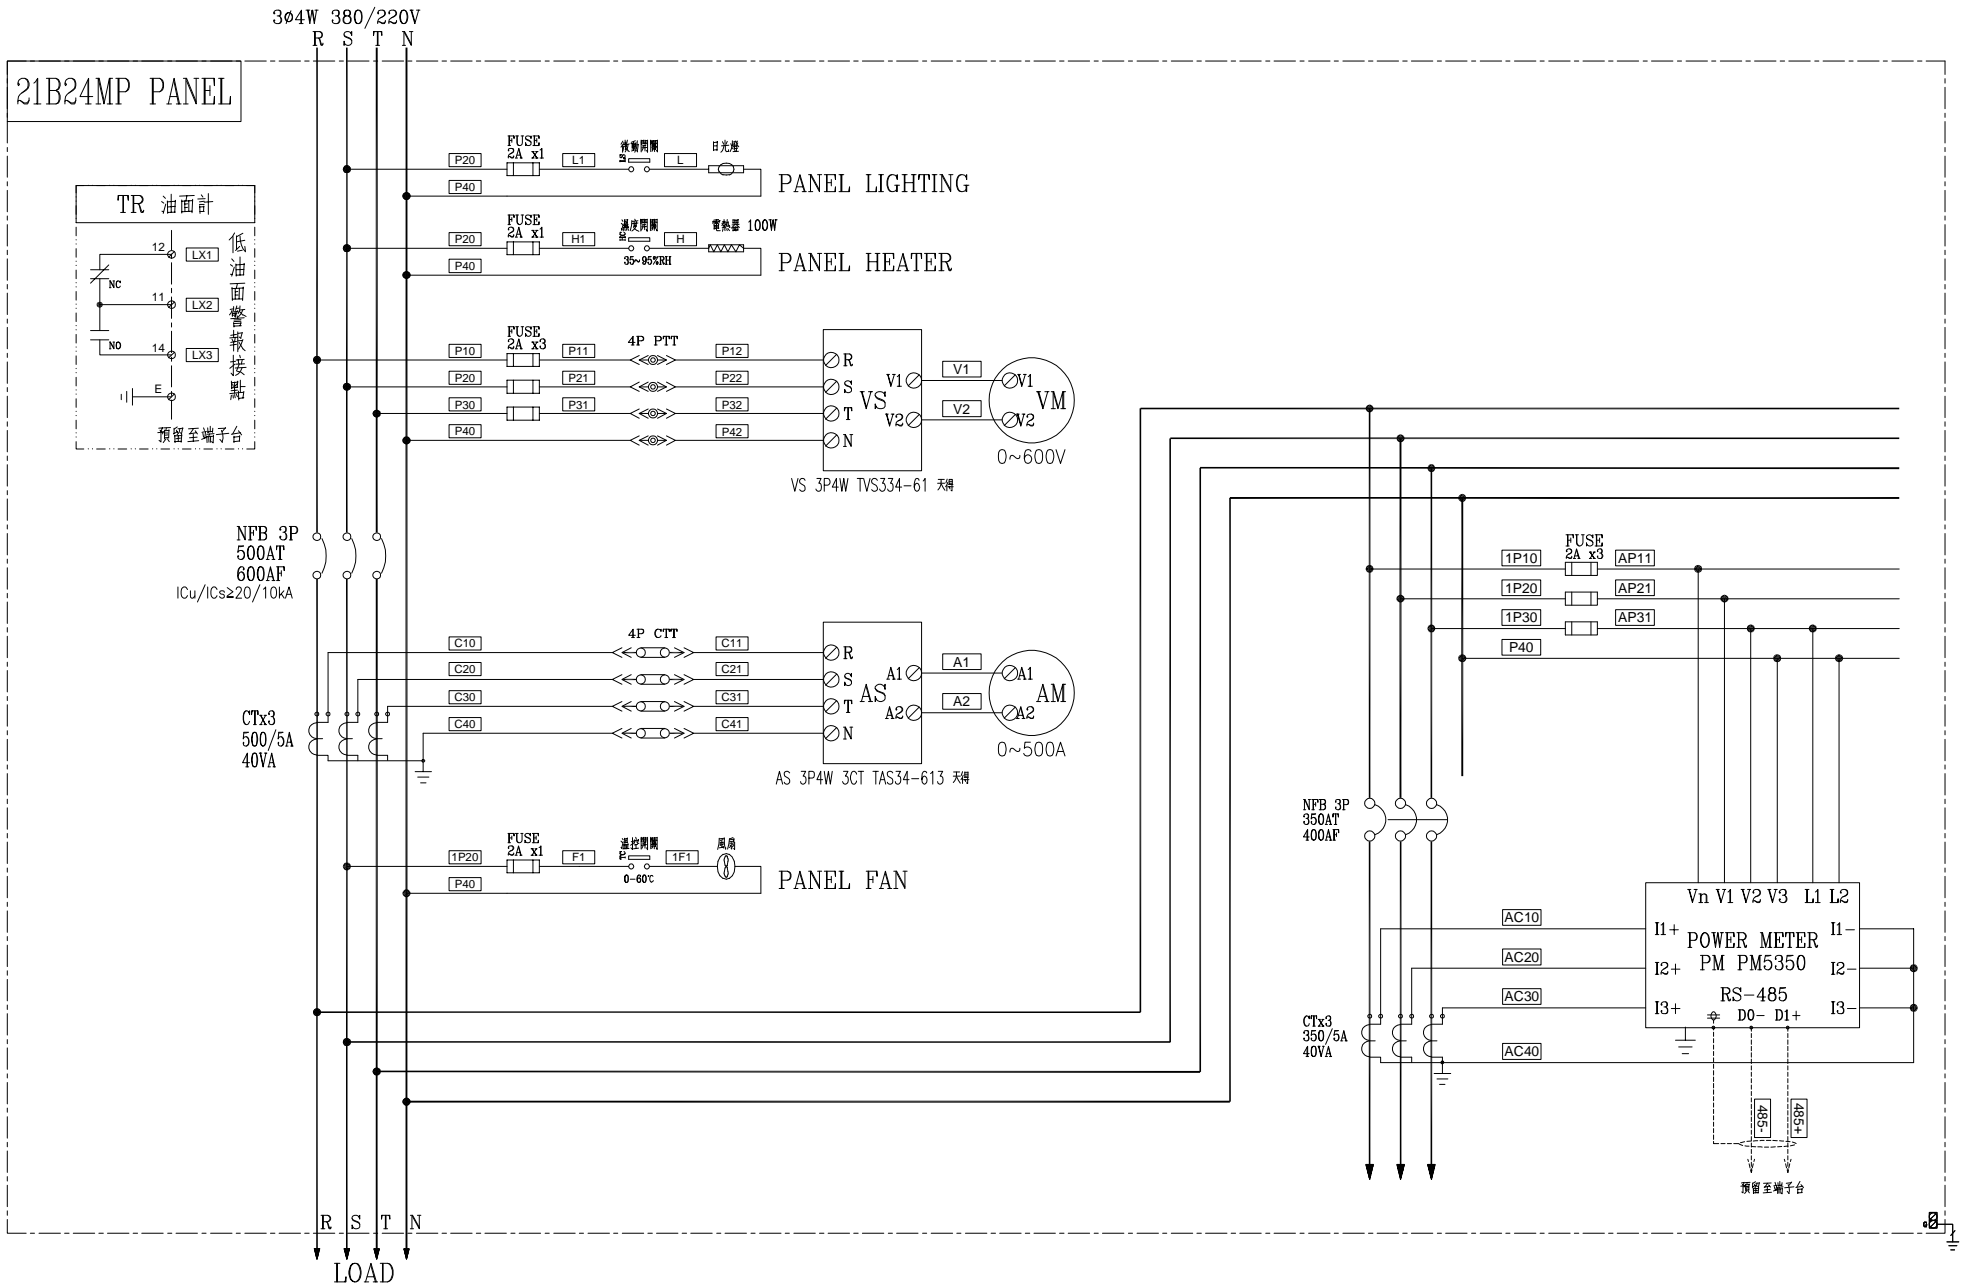 3ø4W 380/220V
R S T N
21B24MP PANEL
FUSE
2A x1
微動開關
日光燈
P20
L1
LS
L
P40
PANEL LIGHTING
TR 油面計
低油面警報接點
12
LX1
NC
11
LX2
NO
14
LX3
E
預留至端子台
FUSE
2A x1
濕度開關
電熱器 100W
P20
H1
H
35~95%RH
P40
PANEL HEATER
FUSE
2A x3
4P PTT
P10
P11
P12
R
P20
P21
P22
S
P30
P31
P32
T
P40
P42
N
VS
V1
V2
V1
V2
V1
V2
VM
0~600V
VS 3P4W TVS334-61 天得
NFB 3P
500AT
600AF
ICu/ICs≥20/10kA
4P CTT
C10
C11
R
C20
C21
S
C30
C31
T
C40
C41
N
AS
A1
A2
A1
A2
A1
A2
AM
0~500A
AS 3P4W 3CT TAS34-613 天得
CTx3
500/5A
40VA
FUSE
2A x1
溫控開關
風扇
1P20
F1
1F1
0-60℃
P40
PANEL FAN
FUSE
2A x3
1P10
AP11
1P20
AP21
1P30
AP31
P40
NFB 3P
350AT
400AF
Vn V1 V2 V3 L1 L2
AC10
I1+
I1-
POWER METER
PM PM5350
AC20
I2+
I2-
RS-485
AC30
I3+
I3-
D0- D1+
CTx3
350/5A
40VA
AC40
485-
485+
預留至端子台
G
R S T N
LOAD